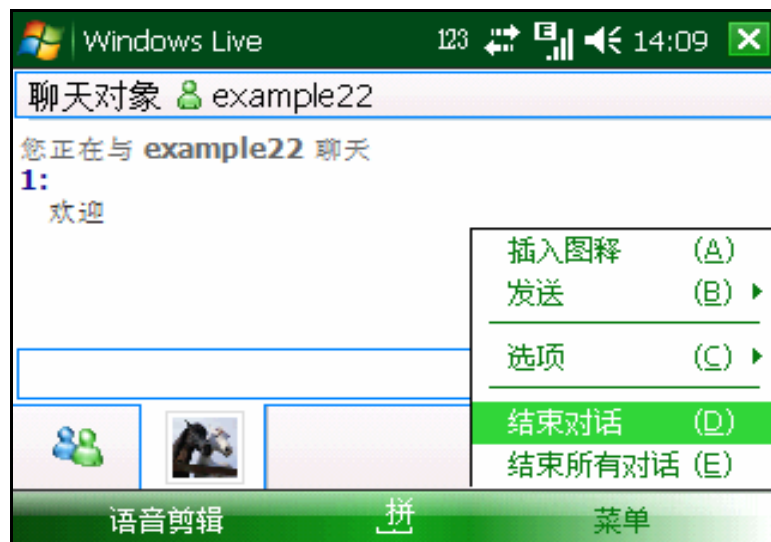 Windows Live 123 E 14:09
聊天对象 example22
您正在与 example22 聊天
1:
欢迎
插入图释 (A)
发送 (B)
选项 (C)
结束对话 (D)
结束所有对话 (E)
语音剪辑 拼 菜单